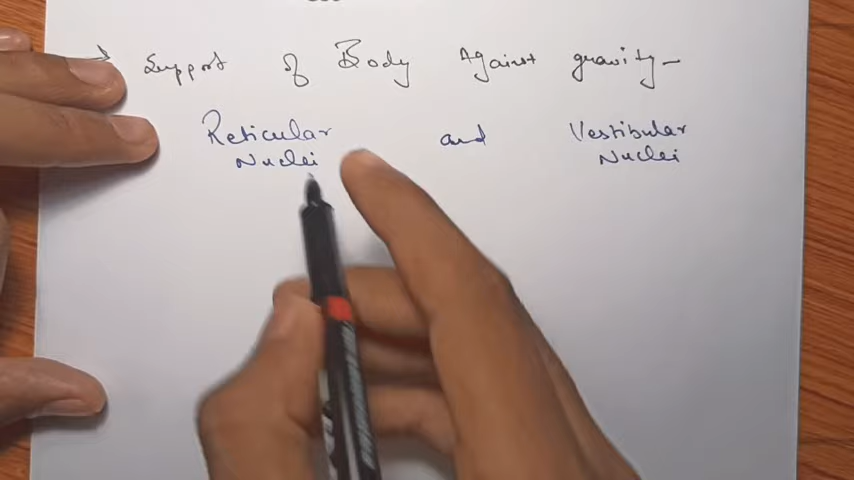 Support of Body Against gravity -
Reticular Nuclei and Vestibular Nuclei